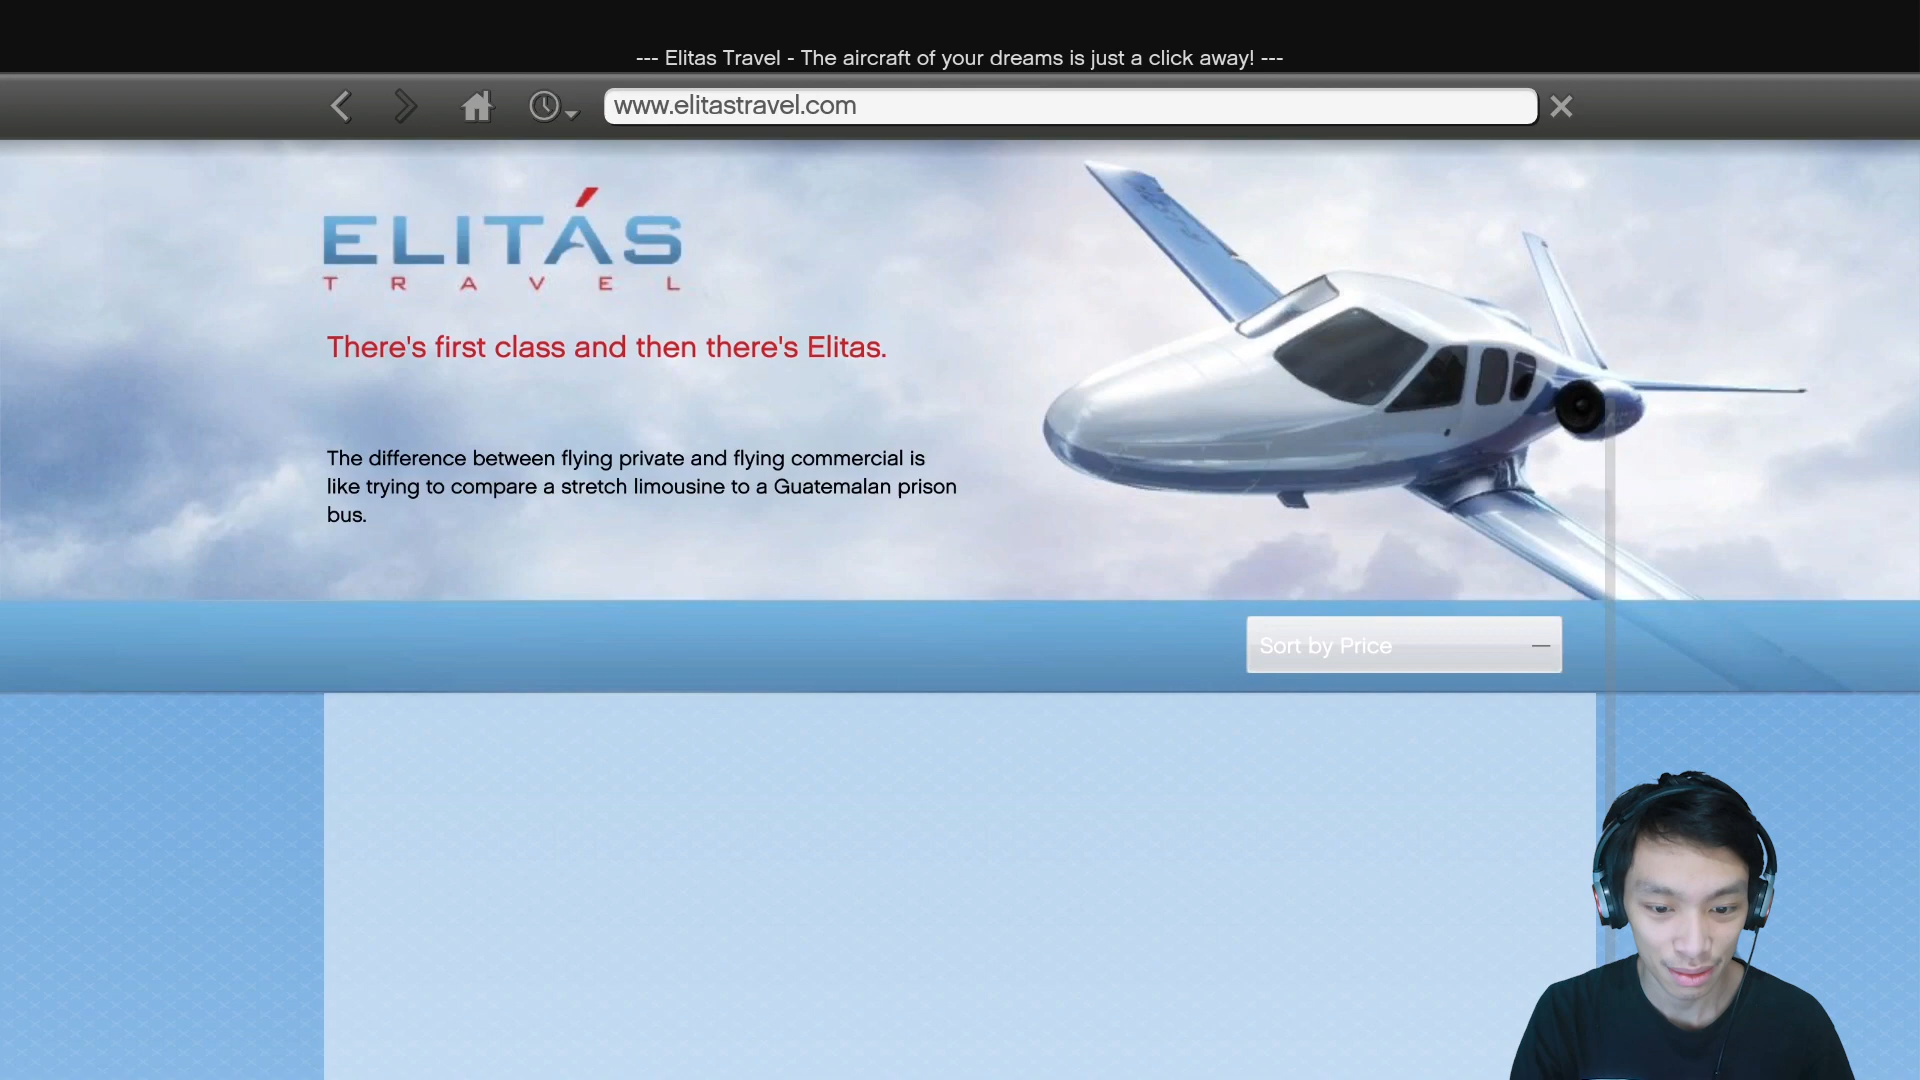 --- Elitas Travel - The aircraft of your dreams is just a click away! ---
www.elitastravel.com
ELITÁS
TRAVEL
There's first class and then there's Elitas.
The difference between flying private and flying commercial is
like trying to compare a stretch limousine to a Guatemalan prison
bus.
Sort by Price